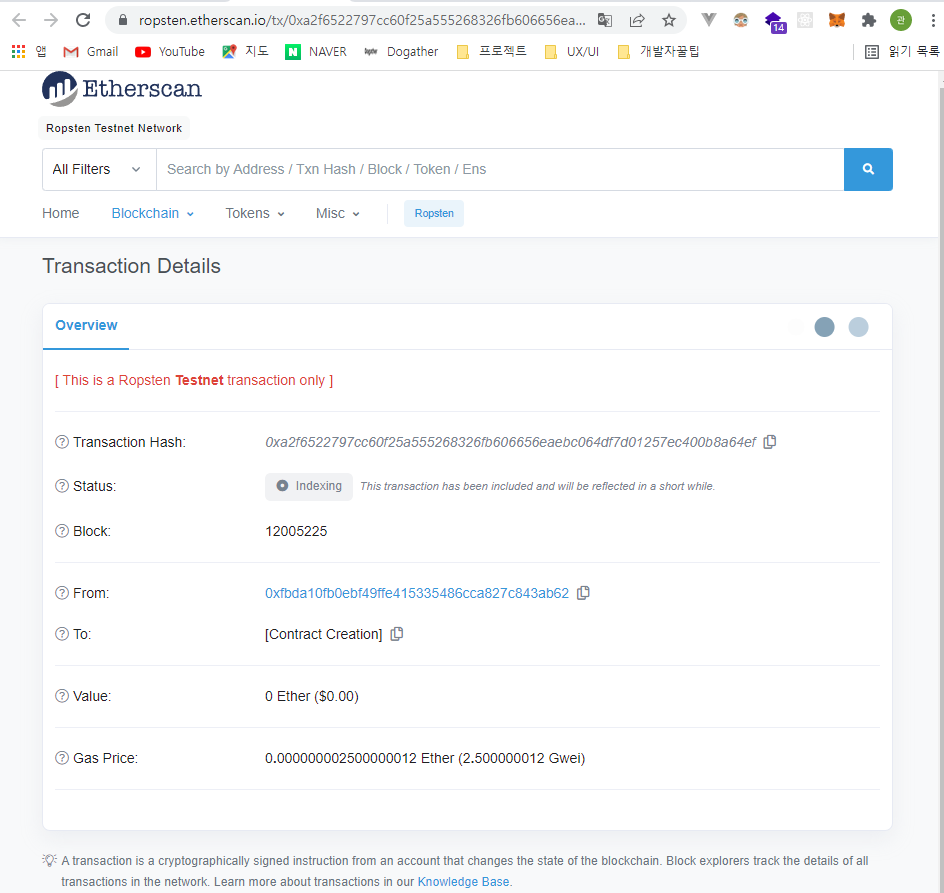 ropsten.etherscan.io/tx/0xa2f6522797cc60f25a555268326fb606656ea...
14
관
앱 Gmail YouTube 지도 NAVER Dogather 프로젝트 UX/UI 개발자꿀팁 읽기 목록
Etherscan
Ropsten Testnet Network
All Filters Search by Address / Txn Hash / Block / Token / Ens
Home Blockchain Tokens Misc Ropsten
Transaction Details
Overview
[ This is a Ropsten Testnet transaction only ]
Transaction Hash: 0xa2f6522797cc60f25a555268326fb606656eaebc064df7d01257ec400b8a64ef
Status: Indexing This transaction has been included and will be reflected in a short while.
Block: 12005225
From: 0xfbda10fb0ebf49ffe415335486cca827c843ab62
To: [Contract Creation]
Value: 0 Ether ($0.00)
Gas Price: 0.000000002500000012 Ether (2.500000012 Gwei)
A transaction is a cryptographically signed instruction from an account that changes the state of the blockchain. Block explorers track the details of all
transactions in the network. Learn more about transactions in our Knowledge Base.